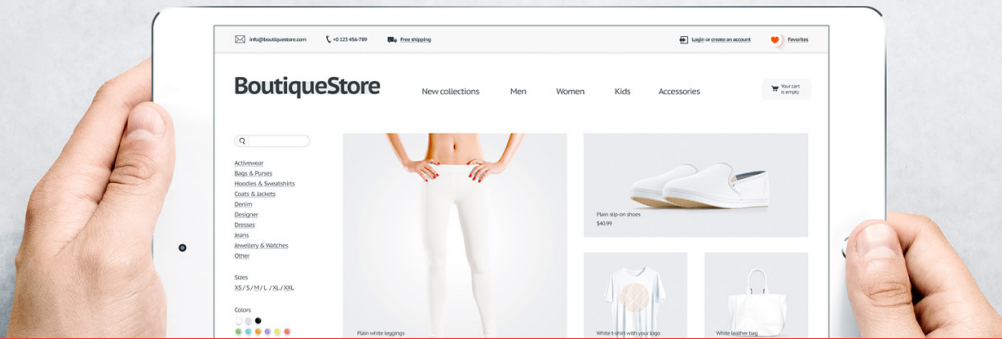 info@boutiquestore.com
+0 123 456-789
Free shipping
Login or create an account
Favorites
BoutiqueStore
New collections
Men
Women
Kids
Accessories
Your cart
is empty
Activewear
Bags & Purses
Hoodies & Sweatshirts
Coats & Jackets
Denim
Designer
Dresses
Jeans
Jewellery & Watches
Other
Sizes
XS / S / M / L / XL / XXL
Colors
Plain white leggings
Plain slip-on shoes
$40.99
White t-shirt with your logo
White leather bag